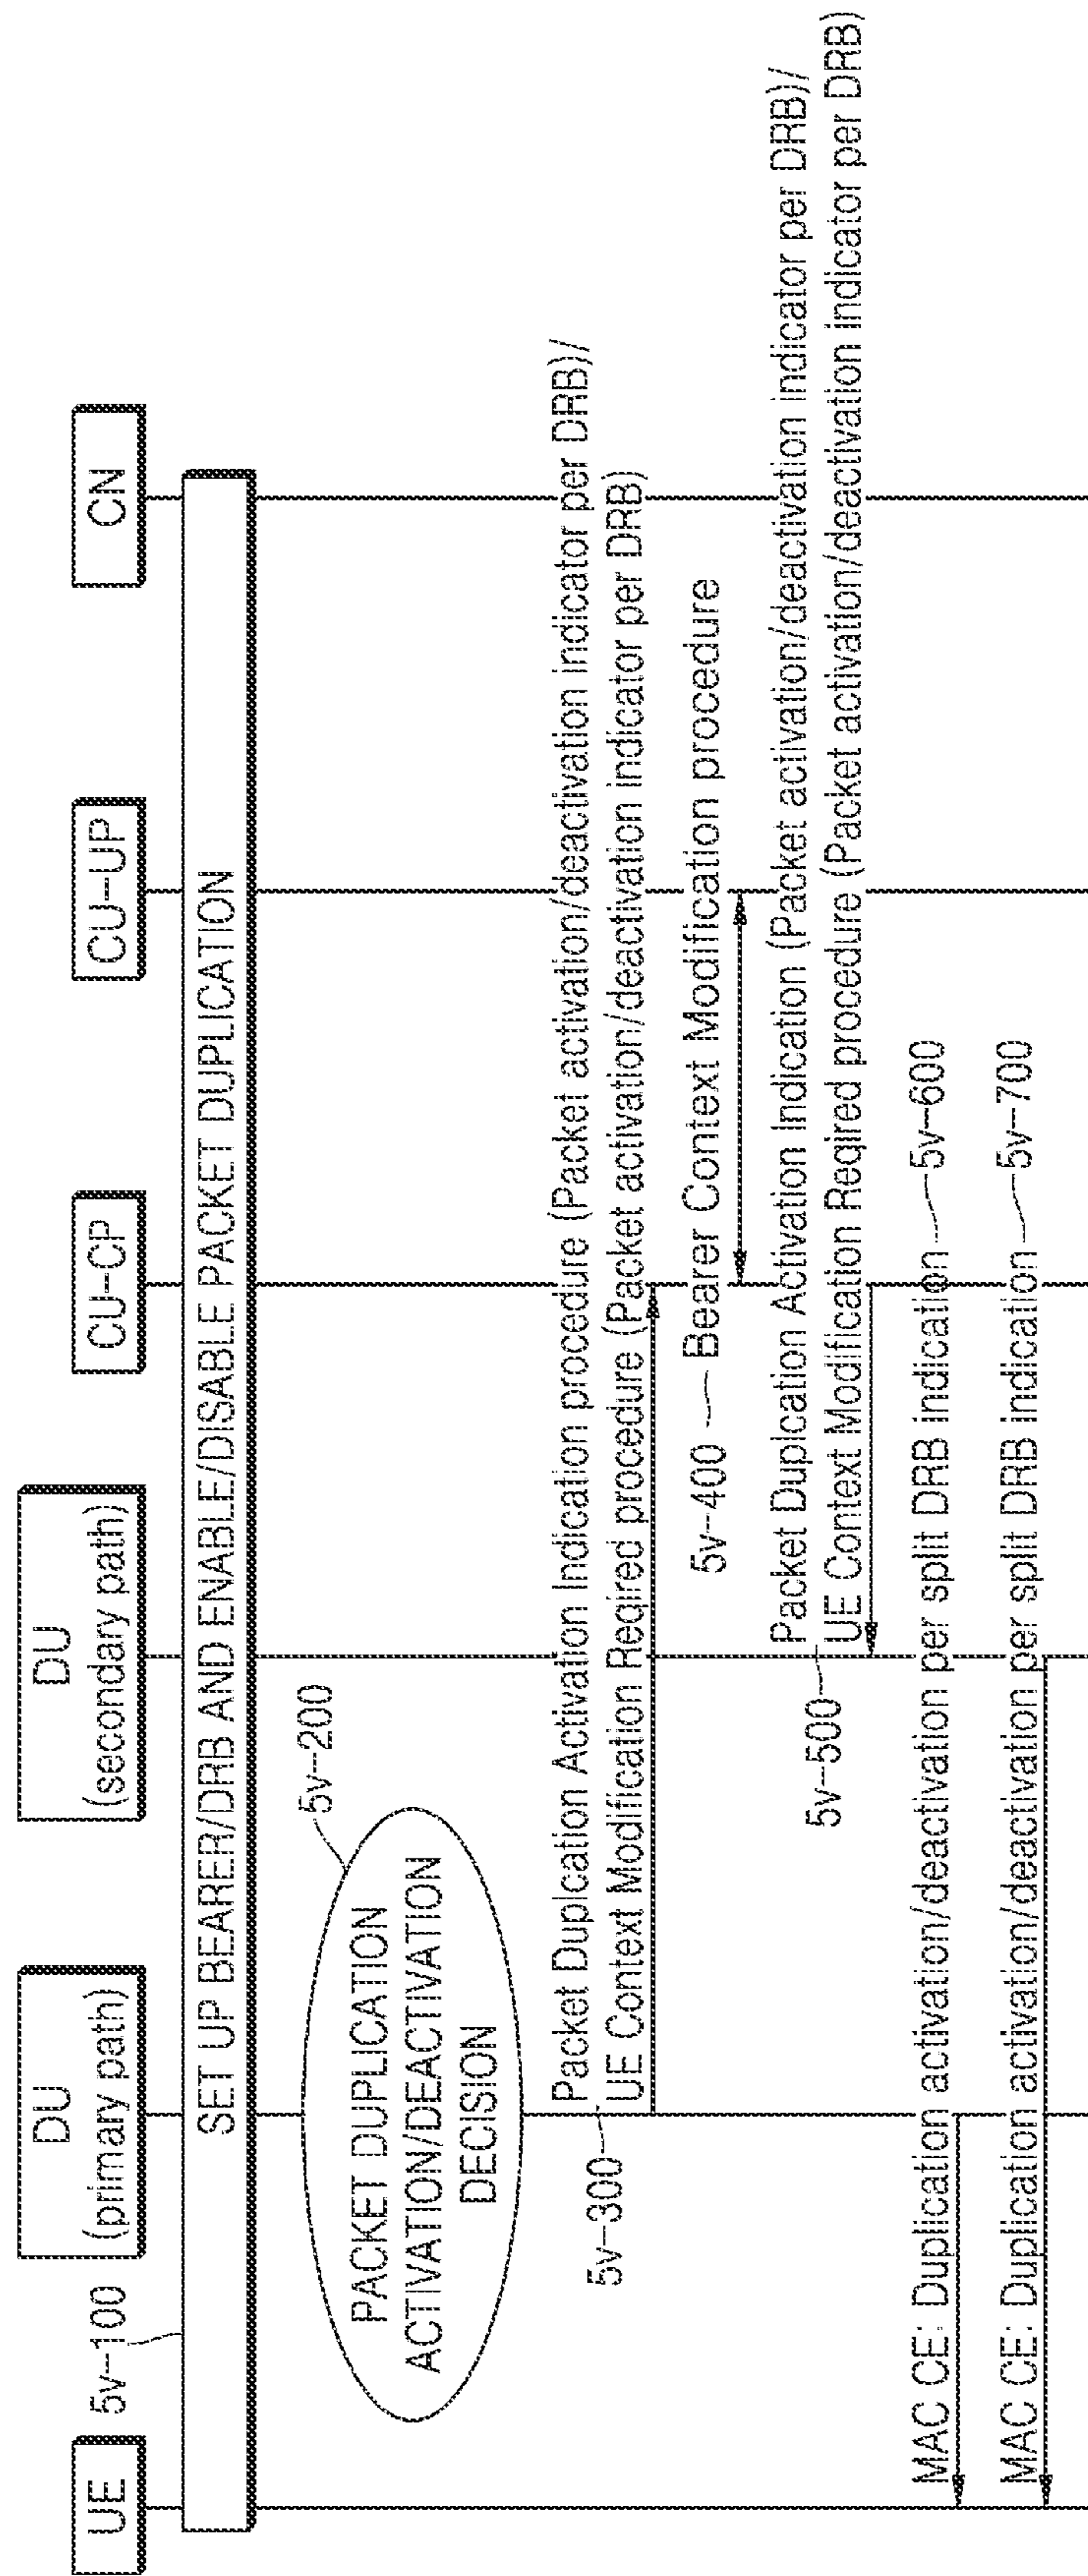 UE
DU
(primary path)
DU
(secondary path)
CU-CP
CU-UP
CN
5v-100
SET UP BEARER/DRB AND ENABLE/DISABLE PACKET DUPLICATION
PACKET DUPLICATION
ACTIVATION/DEACTIVATION
DECISION
5v-200
5v-300
Packet Duplcation Activation Indication procedure (Packet activation/deactivation indicator per DRB)/
UE Context Modification Reqired procedure (Packet activation/deactivation indicator per DRB)
5v-400
Bearer Context Modification procedure
5v-500
Packet Duplcation Activation Indication (Packet activation/deactivation indicator per DRB)/
UE Context Modification Reqired procedure (Packet activation/deactivation indicator per DRB)
MAC CE: Duplication activation/deactivation per split DRB indication 5v-600
MAC CE: Duplication activation/deactivation per split DRB indication 5v-700